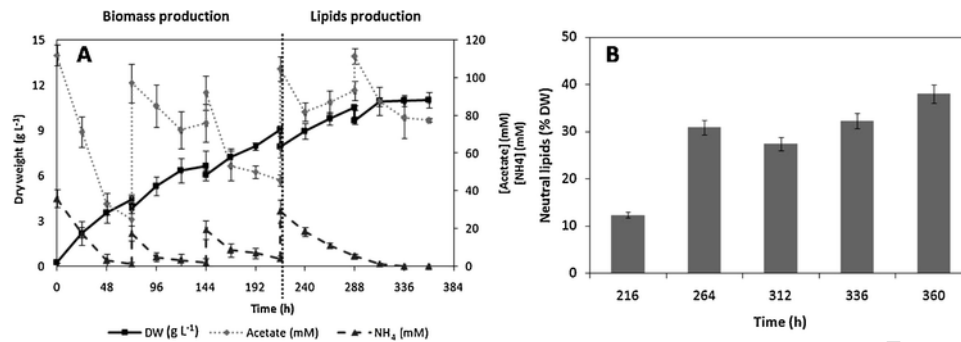 Biomass production
Lipids production
A
15
12
9
6
3
0
Dry weight (g L⁻¹)
120
100
80
60
40
20
0
[Acetate] (mM)
[NH4] (mM)
0 48 96 144 192 240 288 336 384
Time (h)
DW (g L⁻¹) Acetate (mM) NH₄ (mM)
B
50
40
30
20
10
0
Neutral lipids (% DW)
216 264 312 336 360
Time (h)